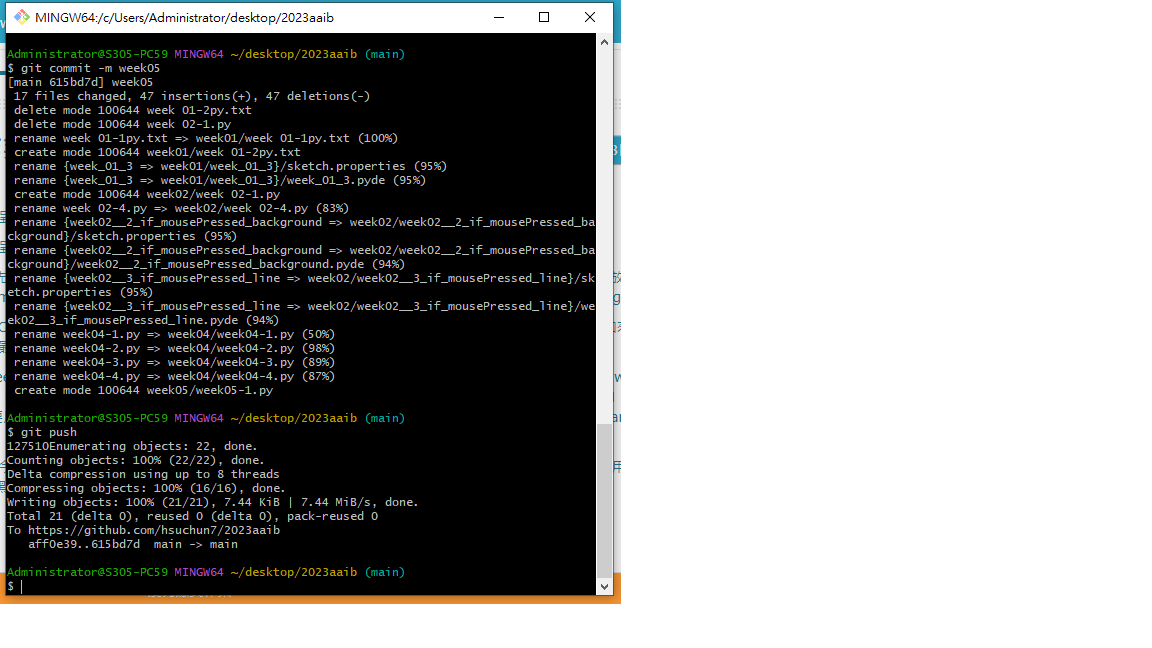 MINGW64:/c/Users/Administrator/desktop/2023aaib
Administrator@S305-PC59 MINGW64 ~/desktop/2023aaib (main)
$ git commit -m week05
[main 615bd7d] week05
 17 files changed, 47 insertions(+), 47 deletions(-)
 delete mode 100644 week 01-2py.txt
 delete mode 100644 week 02-1.py
 rename week 01-1py.txt => week01/week 01-1py.txt (100%)
 create mode 100644 week01/week 01-2py.txt
 rename {week_01_3 => week01/week_01_3}/sketch.properties (95%)
 rename {week_01_3 => week01/week_01_3}/week_01_3.pyde (95%)
 create mode 100644 week02/week 02-1.py
 rename week 02-4.py => week02/week 02-4.py (83%)
 rename {week02__2_if_mousePressed_background => week02/week02__2_if_mousePressed_ba
ckground}/sketch.properties (95%)
 rename {week02__2_if_mousePressed_background => week02/week02__2_if_mousePressed_ba
ckground}/week02__2_if_mousePressed_background.pyde (94%)
 rename {week02__3_if_mousePressed_line => week02/week02__3_if_mousePressed_line}/sk
etch.properties (95%)
 rename {week02__3_if_mousePressed_line => week02/week02__3_if_mousePressed_line}/we
ek02__3_if_mousePressed_line.pyde (94%)
 rename week04-1.py => week04/week04-1.py (50%)
 rename week04-2.py => week04/week04-2.py (98%)
 rename week04-3.py => week04/week04-3.py (89%)
 rename week04-4.py => week04/week04-4.py (87%)
 create mode 100644 week05/week05-1.py
Administrator@S305-PC59 MINGW64 ~/desktop/2023aaib (main)
$ git push
127510Enumerating objects: 22, done.
Counting objects: 100% (22/22), done.
Delta compression using up to 8 threads
Compressing objects: 100% (16/16), done.
Writing objects: 100% (21/21), 7.44 KiB | 7.44 MiB/s, done.
Total 21 (delta 0), reused 0 (delta 0), pack-reused 0
To https://github.com/hsuchun7/2023aaib
   aff0e39..615bd7d  main -> main
Administrator@S305-PC59 MINGW64 ~/desktop/2023aaib (main)
$